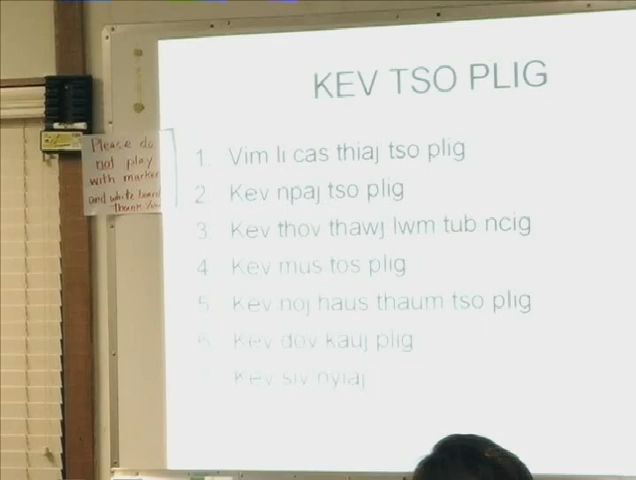 KEV TSO PLIG
Please do
not play
with marker
and white board
Thank You
1. Vim li cas thiaj tso plig
2. Kev npaj tso plig
3. Kev thov thawj lwm tub ncig
4. Kev mus tos plig
5. Kev noj haus thaum tso plig
6. Kev dov kauj plig
Kev siv nyiaj